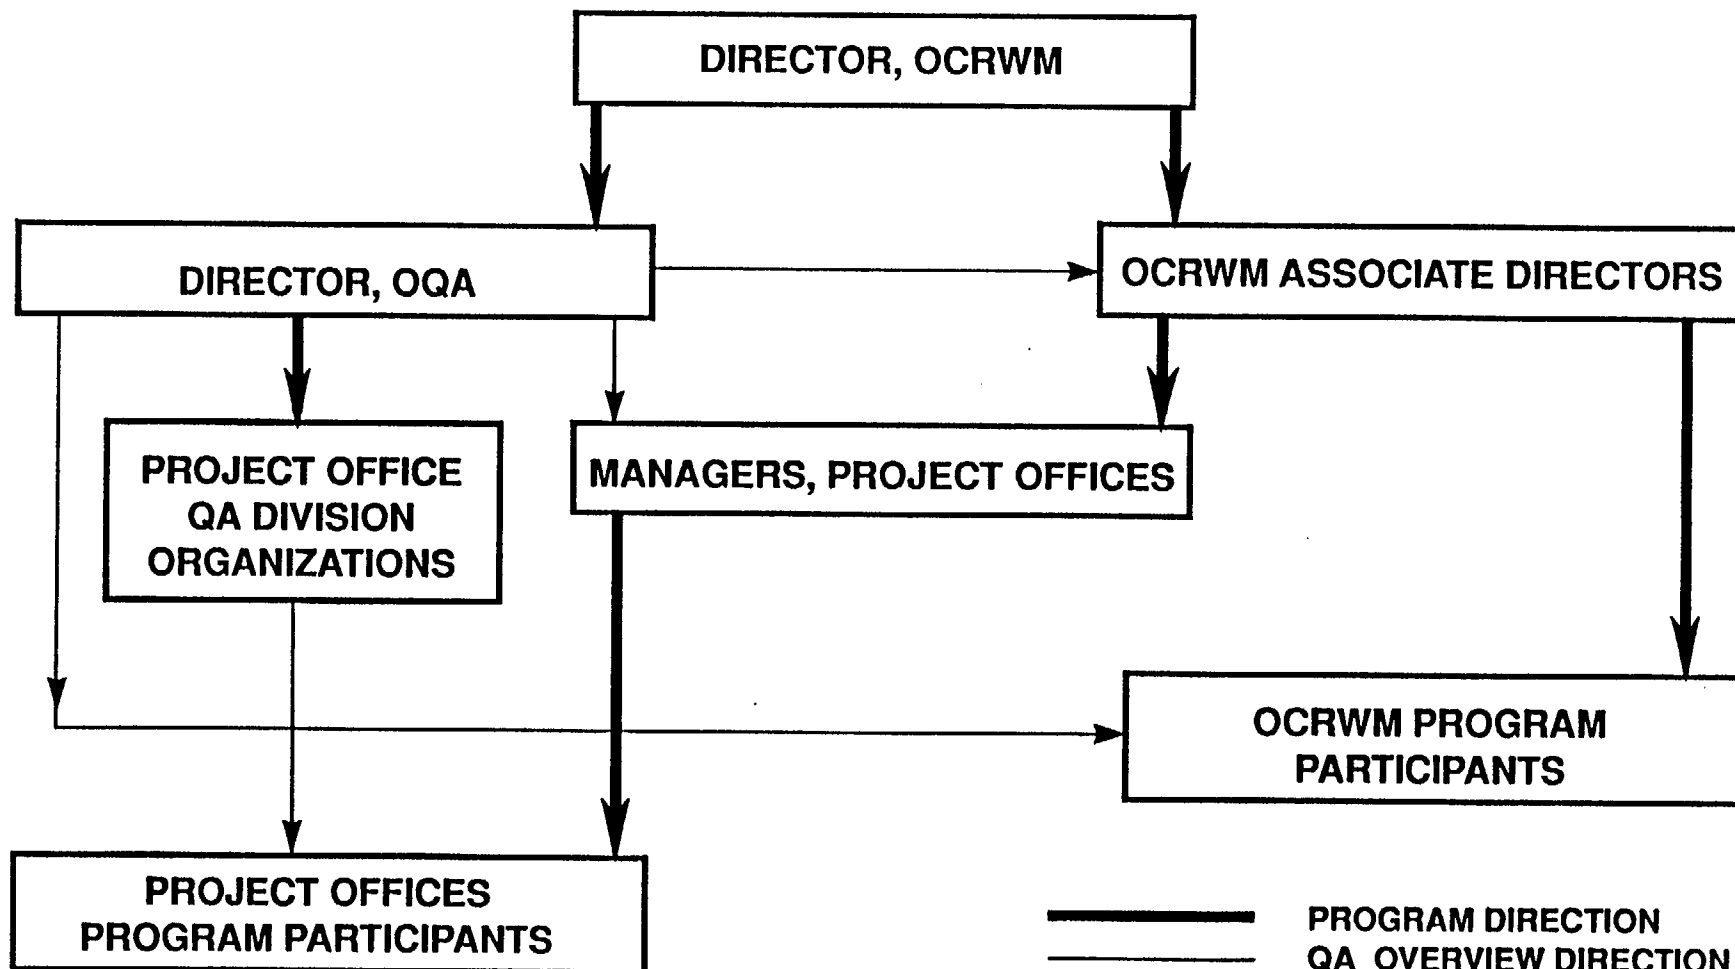 DIRECTOR, OCRWM
DIRECTOR, OQA
OCRWM ASSOCIATE DIRECTORS
PROJECT OFFICE
QA DIVISION
ORGANIZATIONS
MANAGERS, PROJECT OFFICES
OCRWM PROGRAM
PARTICIPANTS
PROJECT OFFICES
PROGRAM PARTICIPANTS
PROGRAM DIRECTION
QA OVERVIEW DIRECTION